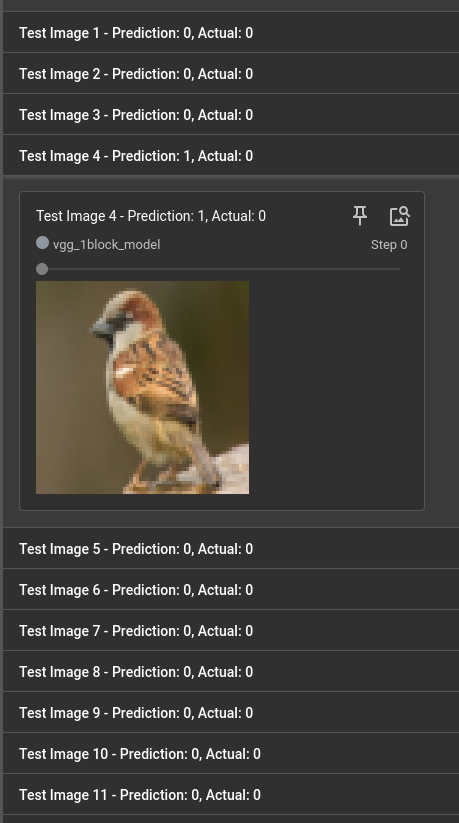 Test Image 1 - Prediction: 0, Actual: 0
Test Image 2 - Prediction: 0, Actual: 0
Test Image 3 - Prediction: 0, Actual: 0
Test Image 4 - Prediction: 1, Actual: 0
Test Image 4 - Prediction: 1, Actual: 0
vgg_1block_model Step 0
Test Image 5 - Prediction: 0, Actual: 0
Test Image 6 - Prediction: 0, Actual: 0
Test Image 7 - Prediction: 0, Actual: 0
Test Image 8 - Prediction: 0, Actual: 0
Test Image 9 - Prediction: 0, Actual: 0
Test Image 10 - Prediction: 0, Actual: 0
Test Image 11 - Prediction: 0, Actual: 0